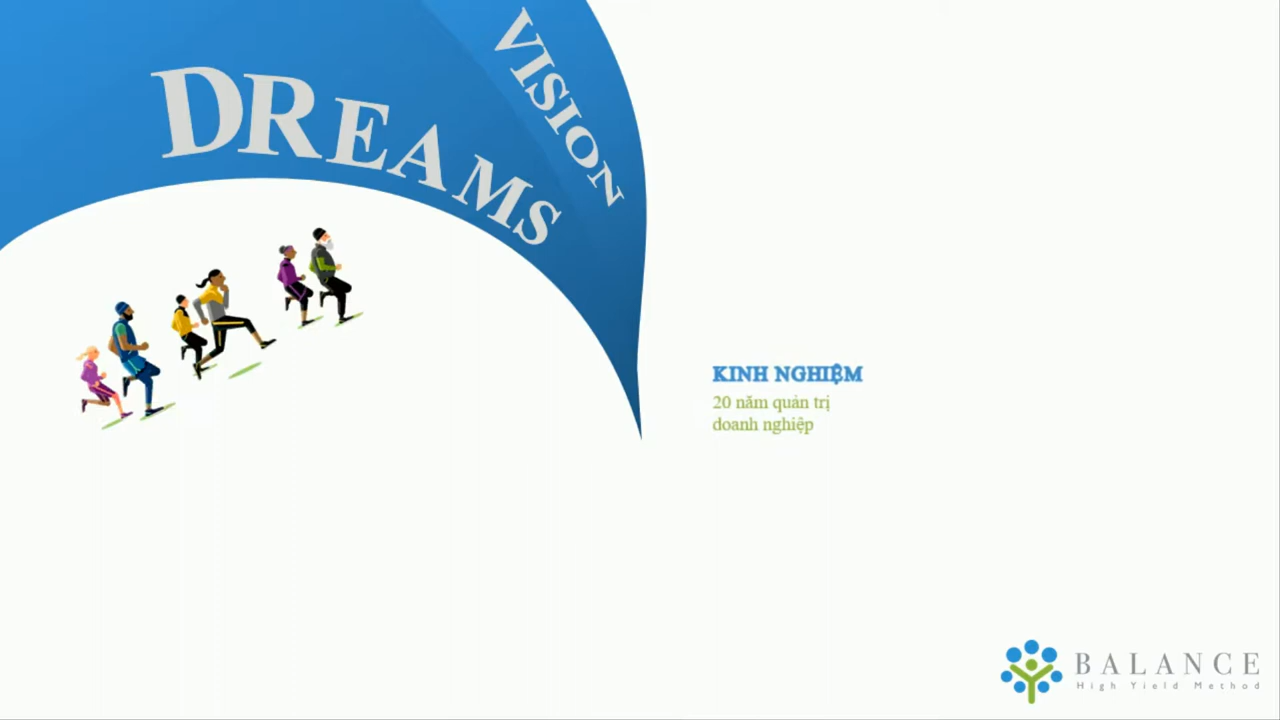 DREAMS
VISION
KINH NGHIỆM
20 năm quản trị
doanh nghiệp
BALANCE
High Yield Method